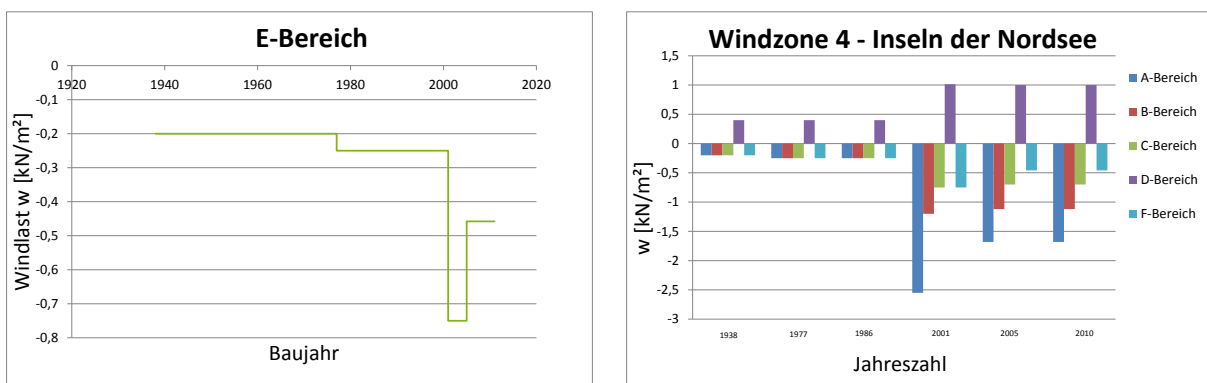 E-Bereich
0
1920 1940 1960 1980 2000 2020
-0,1
-0,2
-0,3
-0,4
-0,5
-0,6
-0,7
-0,8
Windlast w [kN/m²]
Baujahr
Windzone 4 - Inseln der Nordsee
1,5
1
0,5
0
-0,5
-1
-1,5
-2
-2,5
-3
w [kN/m²]
1938 1977 1986 2001 2005 2010
Jahreszahl
A-Bereich
B-Bereich
C-Bereich
D-Bereich
F-Bereich